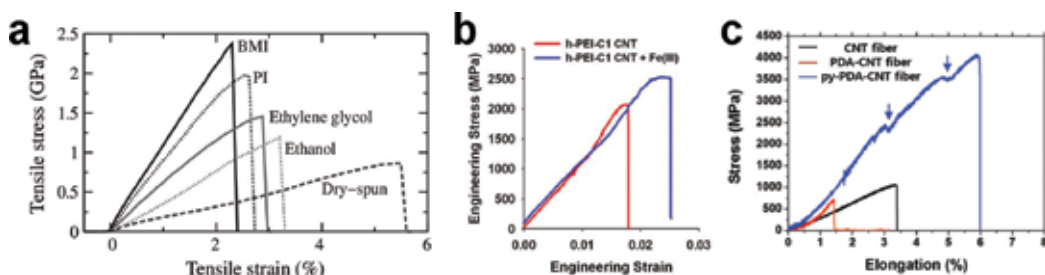 a
Tensile stress (GPa)
2.5
2
1.5
1
0.5
0
BMI
PI
Ethylene glycol
Ethanol
Dry-spun
0 2 4 6
Tensile strain (%)
b
h-PEI-C1 CNT
h-PEI-C1 CNT + Fe(III)
Engineering Stress (MPa)
3000
2500
2000
1500
1000
500
0
0.00 0.01 0.02 0.03
Engineering Strain
c
CNT fiber
PDA-CNT fiber
py-PDA-CNT fiber
Stress (MPa)
4500
4000
3500
3000
2500
2000
1500
1000
500
0
0 1 2 3 4 5 6 7 8
Elongation (%)